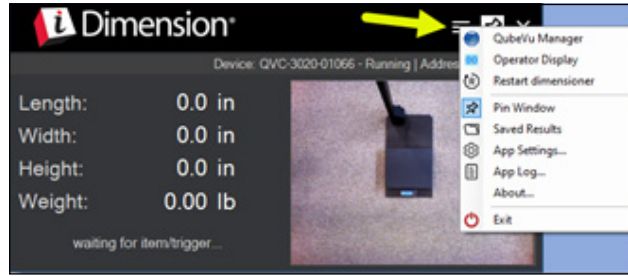 iDimension®
Device: QVC-3020-01066 - Running | Addres
Length: 0.0 in
Width: 0.0 in
Height: 0.0 in
Weight: 0.00 lb
waiting for item/trigger...
QubeVu Manager
Operator Display
Restart dimensioner
Pin Window
Saved Results
App Settings...
App Log...
About...
Exit